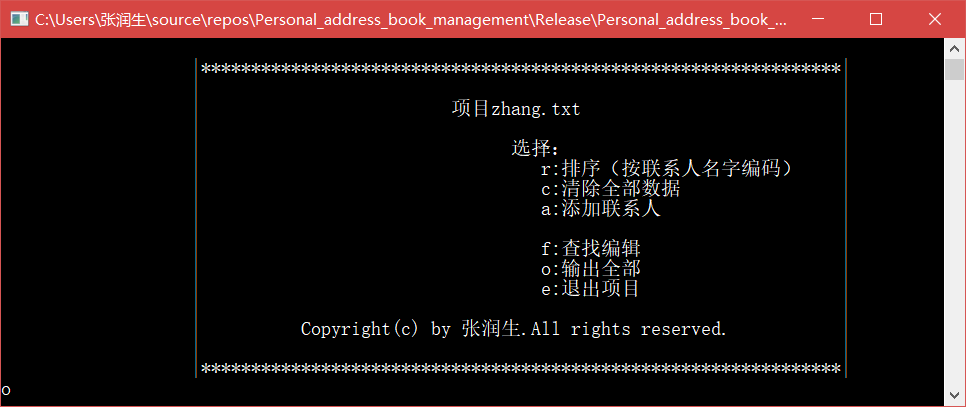 C:\Users\张润生\source\repos\Personal_address_book_management\Release\Personal_address_book_...
****************************************************************
项目zhang.txt
选择：
r:排序（按联系人名字编码）
c:清除全部数据
a:添加联系人
f:查找编辑
o:输出全部
e:退出项目
Copyright(c) by 张润生.All rights reserved.
****************************************************************
o